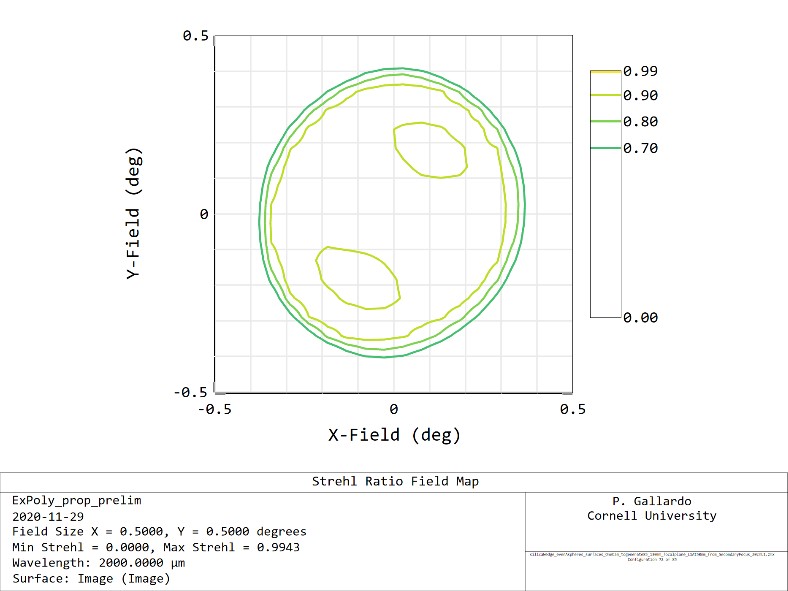 0.5
0
-0.5
-0.5
0
0.5
Y-Field (deg)
X-Field (deg)
0.99
0.90
0.80
0.70
0.00
Strehl Ratio Field Map
ExPoly_prop_prelim
2020-11-29
Field Size X = 0.5000, Y = 0.5000 degrees
Min Strehl = 0.0000, Max Strehl = 0.9943
Wavelength: 2000.0000 µm
Surface: Image (Image)
P. Gallardo
Cornell University